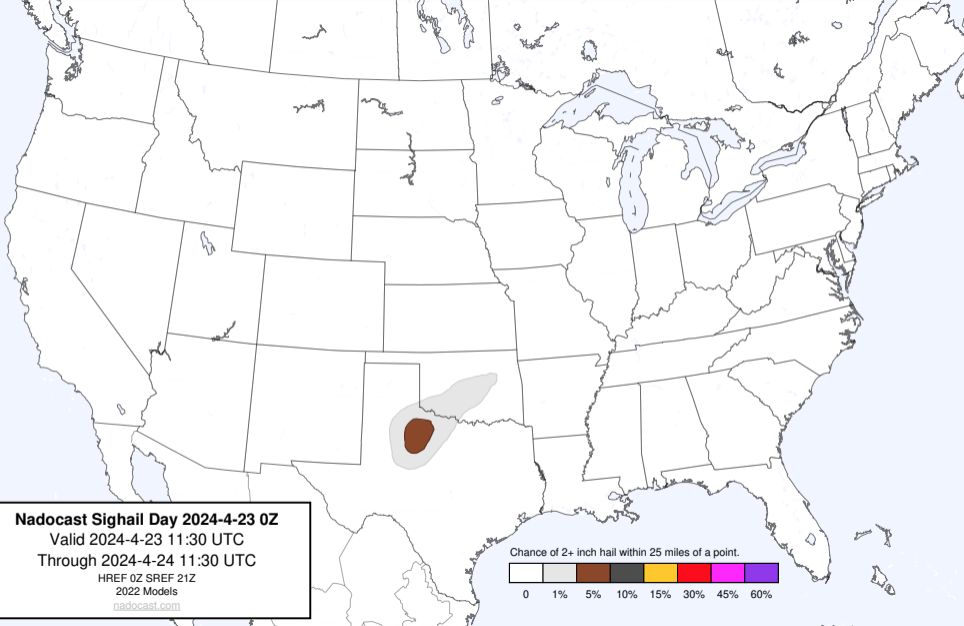 Nadocast Sighail Day 2024-4-23 0Z
Valid 2024-4-23 11:30 UTC
Through 2024-4-24 11:30 UTC
HREF 0Z SREF 21Z
2022 Models
nadocast.com
Chance of 2+ inch hail within 25 miles of a point.
0 1% 5% 10% 15% 30% 45% 60%